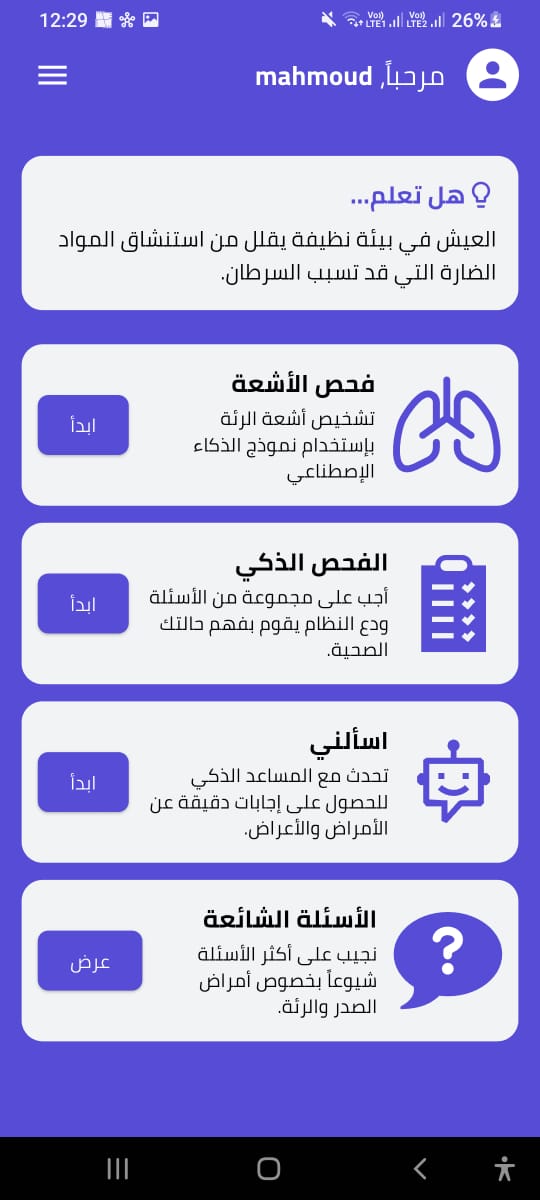 12:29 Vo) LTE1 Vo) LTE2 26%
مرحباً, mahmoud
هل تعلم...
العيش في بيئة نظيفة يقلل من استنشاق المواد
الضارة التي قد تسبب السرطان.
فحص الأشعة
تشخيص أشعة الرئة
بإستخدام نموذج الذكاء
الإصطناعي
ابدأ
الفحص الذكي
أجب على مجموعة من الأسئلة
ودع النظام يقوم بفهم حالتك
الصحية.
ابدأ
اسألني
تحدث مع المساعد الذكي
للحصول على إجابات دقيقة عن
الأمراض والأعراض.
ابدأ
الأسئلة الشائعة
نجيب على أكثر الأسئلة
شيوعاً بخصوص أمراض
الصدر والرئة.
عرض